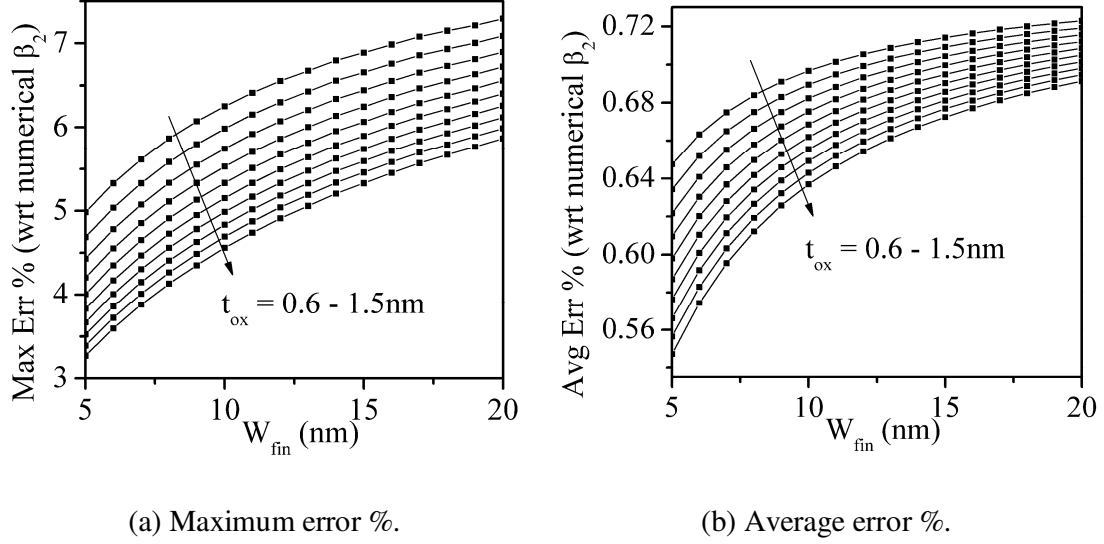 Max Err % (wrt numerical β2)
7
6
5
4
3
5 10 15 20
Wfin (nm)
tox = 0.6 - 1.5nm
(a) Maximum error %.
Avg Err % (wrt numerical β2)
0.72
0.68
0.64
0.60
0.56
5 10 15 20
Wfin (nm)
tox = 0.6 - 1.5nm
(b) Average error %.